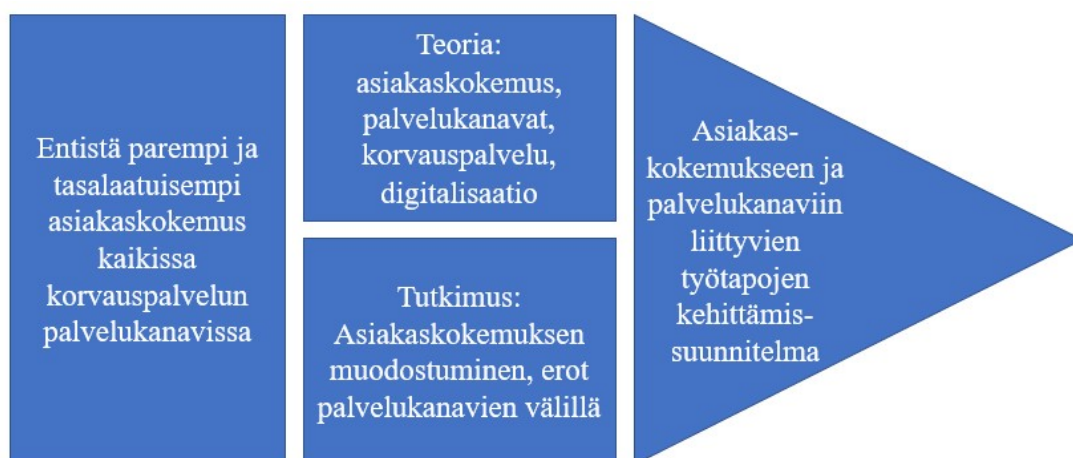 Entistä parempi ja
tasalaatuisempi
asiakaskokemus
kaikissa
korvauspalvelun
palvelukanavissa
Teoria:
asiakaskokemus,
palvelukanavat,
korvauspalvelu,
digitalisaatio
Tutkimus:
Asiakaskokemuksen
muodostuminen, erot
palvelukanavien välillä
Asiakas-
kokemukseen ja
palvelukanaviin
liittyvien
työtapojen
kehittämis-
suunnitelma